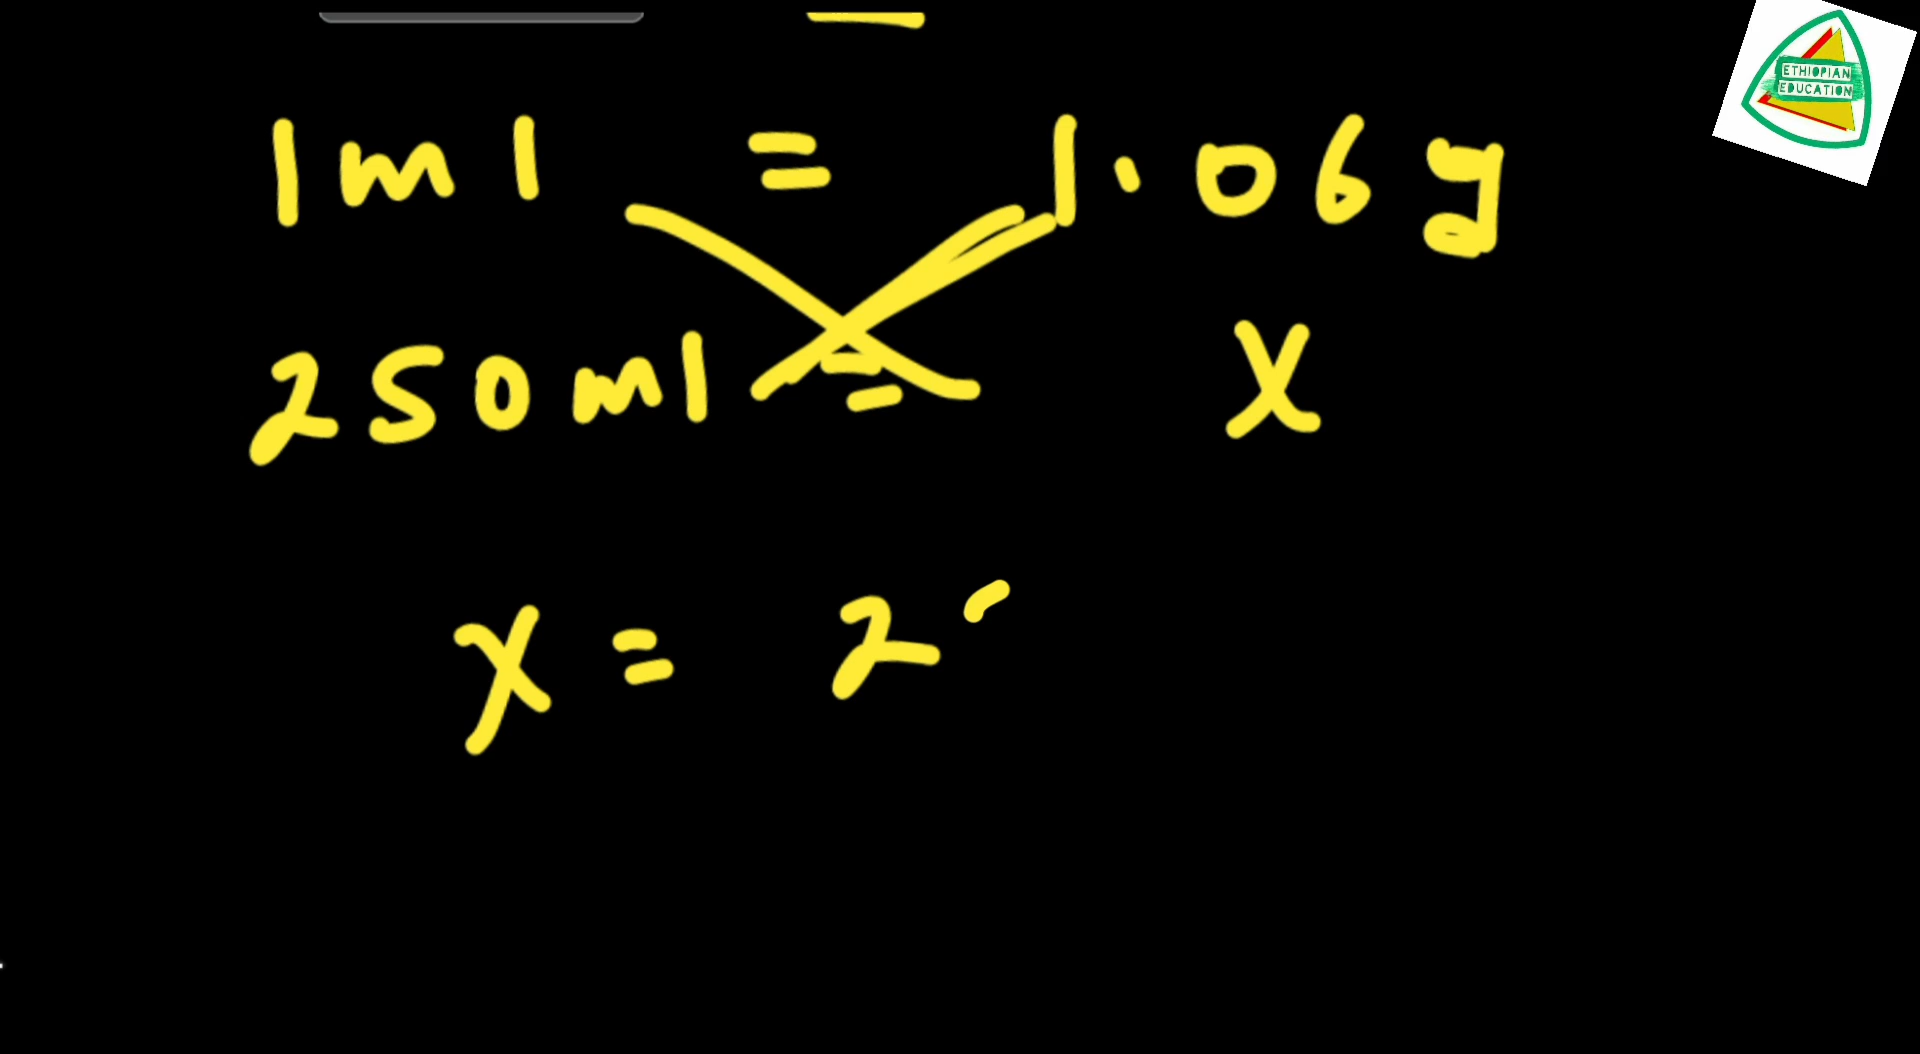 ETHIOPIAN
EDUCATION
1ml = 1.06g
250ml = X
X = 2